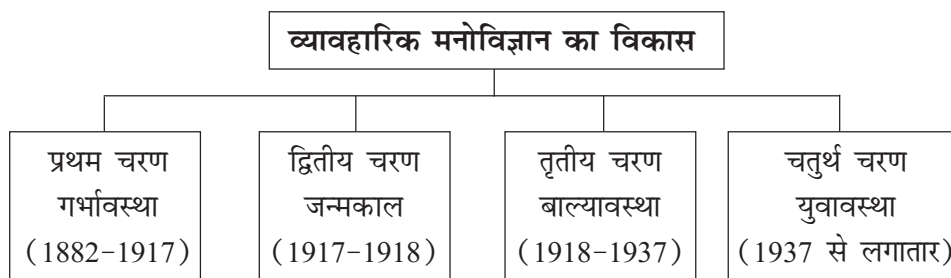 व्यावहारिक मनोविज्ञान का विकास
प्रथम चरण
गर्भावस्था
(1882-1917)
द्वितीय चरण
जन्मकाल
(1917-1918)
तृतीय चरण
बाल्यावस्था
(1918-1937)
चतुर्थ चरण
युवावस्था
(1937 से लगातार)